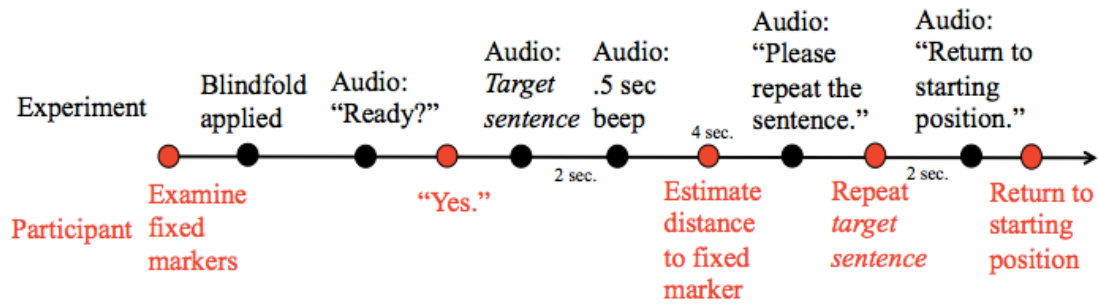 Experiment
Blindfold
applied
Audio:
“Ready?”
Audio:
Target
sentence
Audio:
.5 sec
beep
Audio:
“Please
repeat the
sentence.”
Audio:
“Return to
starting
position.”
4 sec.
2 sec.
2 sec.
Participant
Examine
fixed
markers
“Yes.”
Estimate
distance
to fixed
marker
Repeat
target
sentence
Return to
starting
position